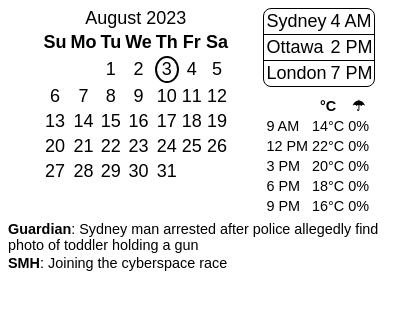 August 2023
Su Mo Tu We Th Fr Sa
1 2 3 4 5
6 7 8 9 10 11 12
13 14 15 16 17 18 19
20 21 22 23 24 25 26
27 28 29 30 31
Sydney 4 AM
Ottawa 2 PM
London 7 PM
°C ☂
9 AM 14°C 0%
12 PM 22°C 0%
3 PM 20°C 0%
6 PM 18°C 0%
9 PM 16°C 0%
Guardian: Sydney man arrested after police allegedly find
photo of toddler holding a gun
SMH: Joining the cyberspace race